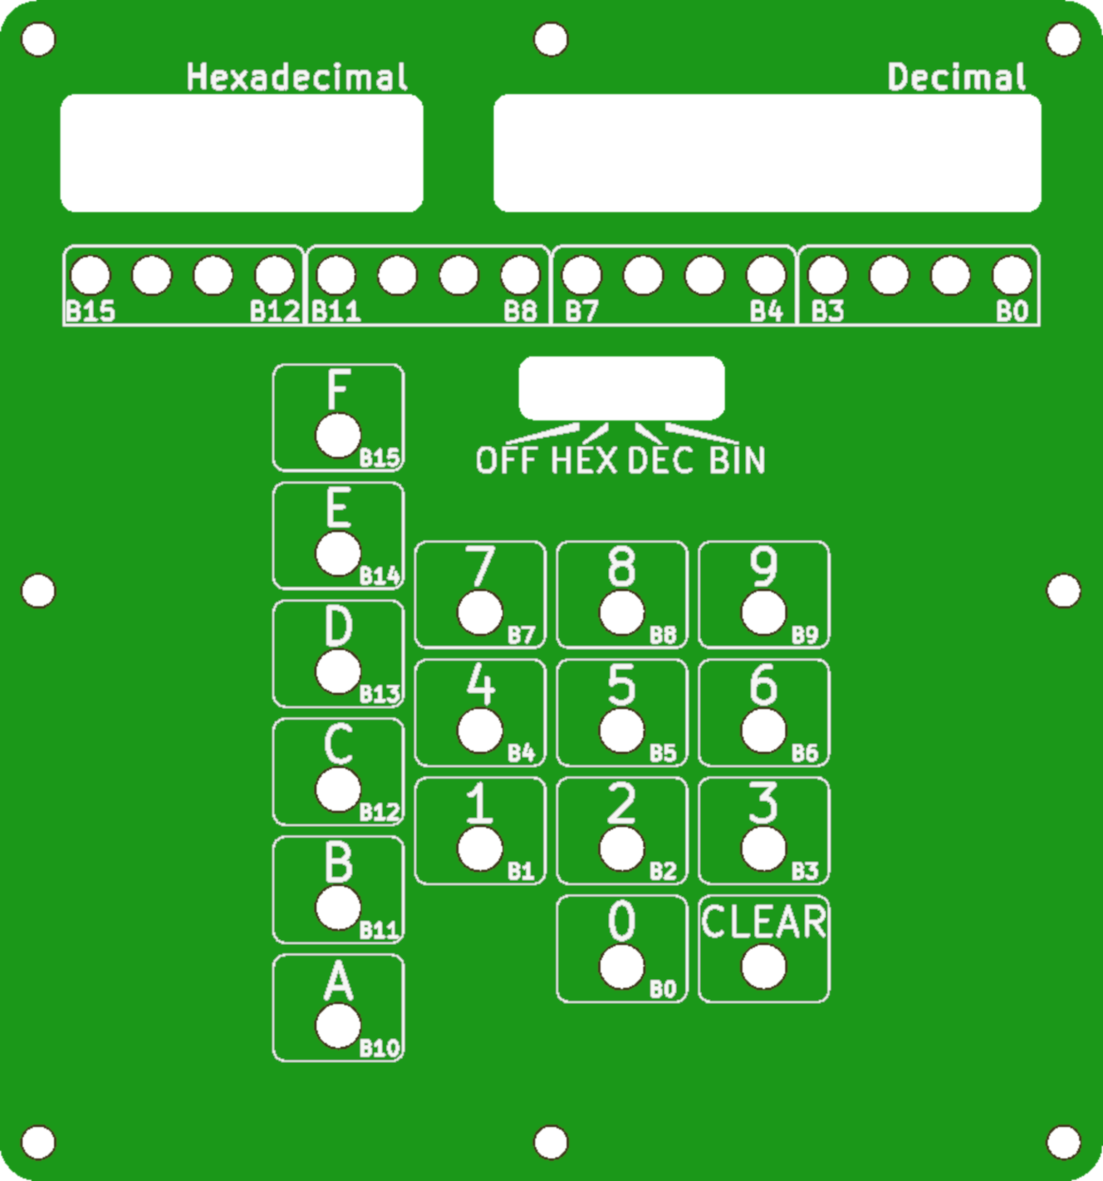 Hexadecimal Decimal
B15 B12 B11 B8 B7 B4 B3 B0
F
B15
OFF HEX DEC BIN
E
B14
7 8 9
B7 B8 B9
D
B13
4 5 6
B4 B5 B6
C
B12
1 2 3
B1 B2 B3
B
B11
0 CLEAR
B0
A
B10